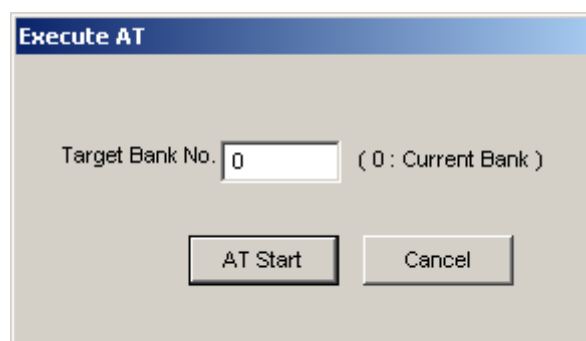 Execute AT
Target Bank No. 0 ( 0 : Current Bank )
AT Start Cancel